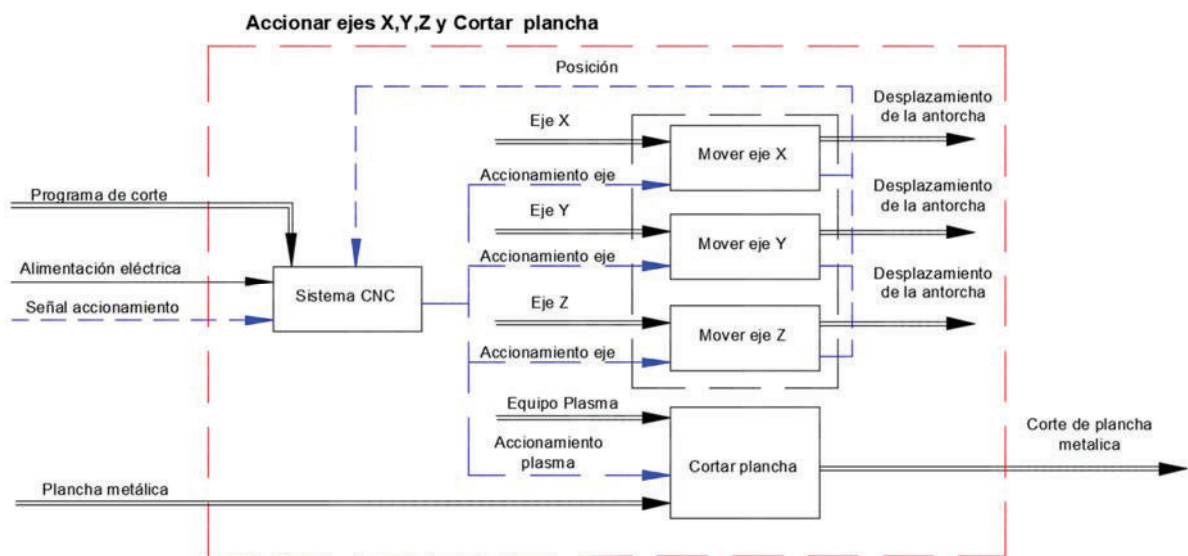 Accionar ejes X,Y,Z y Cortar plancha
Posición
Desplazamiento
de la antorcha
Eje X
Mover eje X
Accionamiento eje
Programa de corte
Desplazamiento
de la antorcha
Eje Y
Mover eje Y
Alimentación eléctrica
Accionamiento eje
Sistema CNC
Señal accionamiento
Desplazamiento
de la antorcha
Eje Z
Mover eje Z
Accionamiento eje
Equipo Plasma
Accionamiento
plasma
Cortar plancha
Corte de plancha
metalica
Plancha metálica